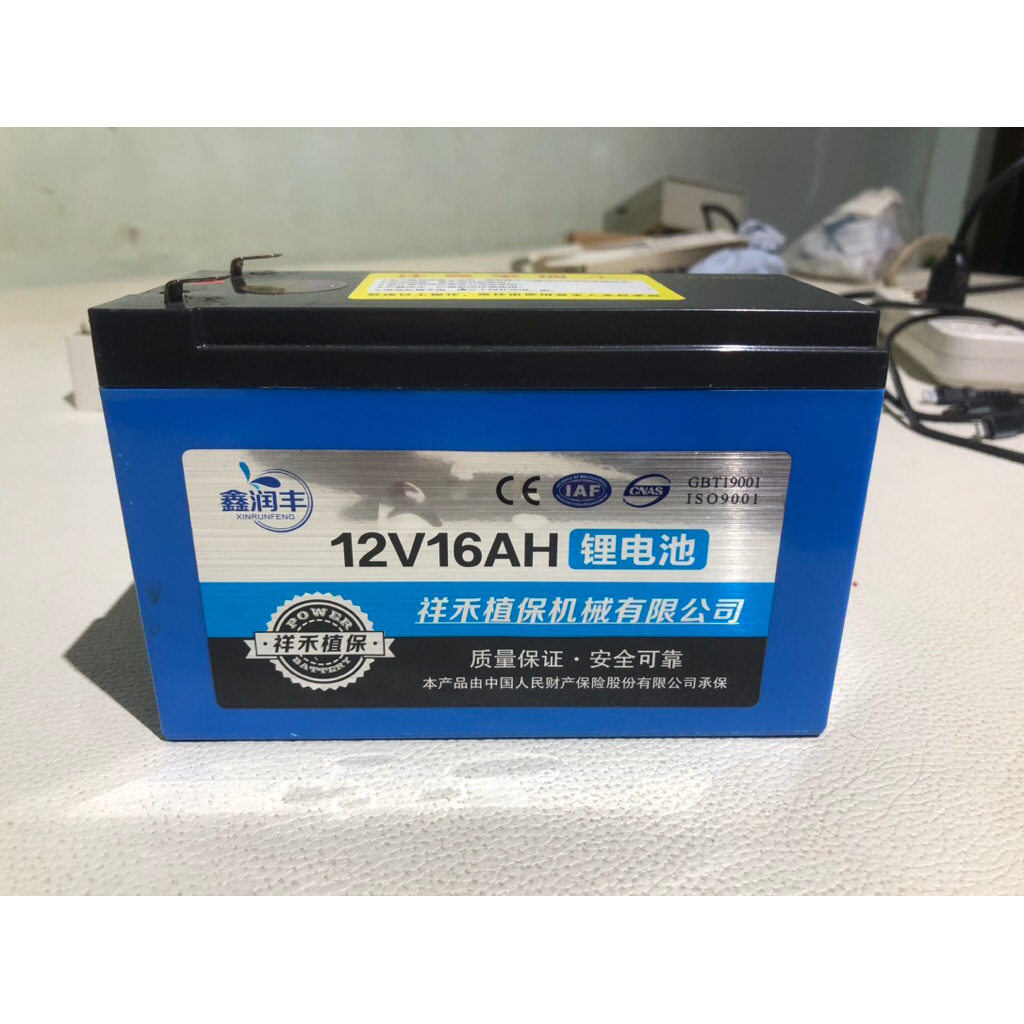 鑫润丰
XINRUNFENG
CE
IAF
CNAS
GBT19001
ISO9001
12V16AH 锂电池
祥禾植保机械有限公司
POWER
祥禾植保
BATTERY
质量保证·安全可靠
本产品由中国人民财产保险股份有限公司承保